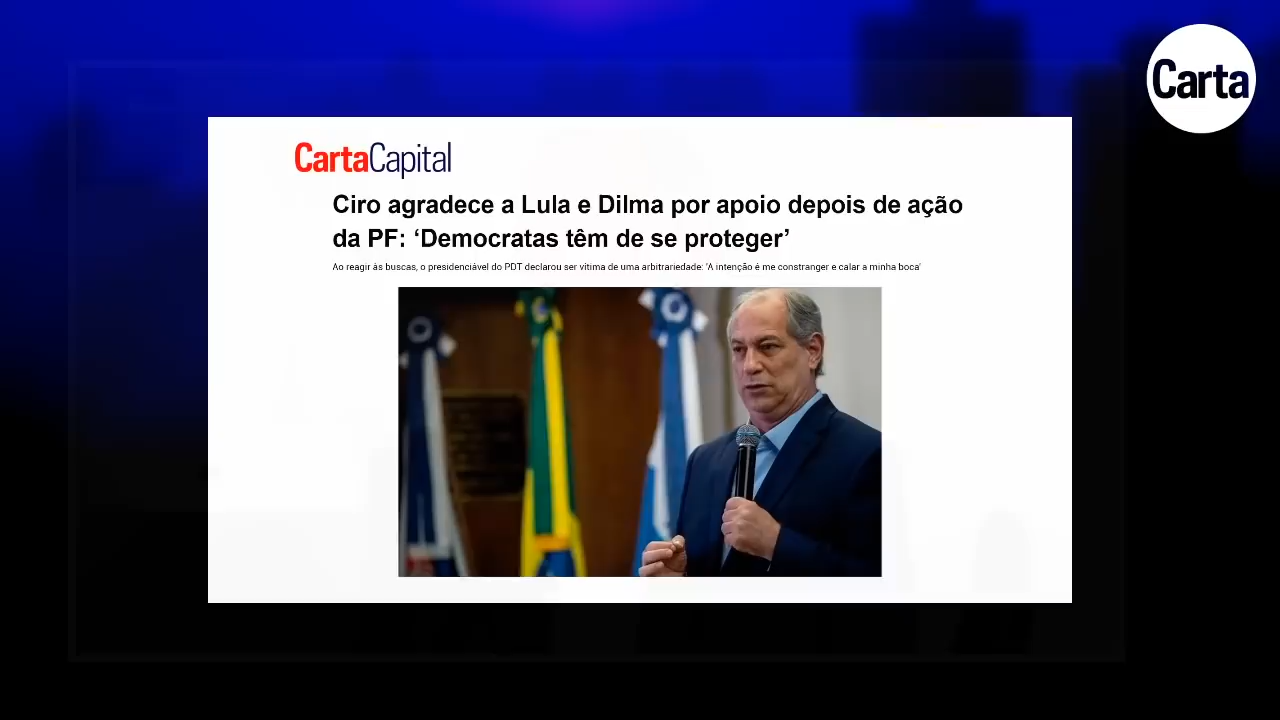 Carta
CartaCapital
Ciro agradece a Lula e Dilma por apoio depois de ação
da PF: ‘Democratas têm de se proteger’
Ao reagir às buscas, o presidenciável do PDT declarou ser vítima de uma arbitrariedade: 'A intenção é me constranger e calar a minha boca'